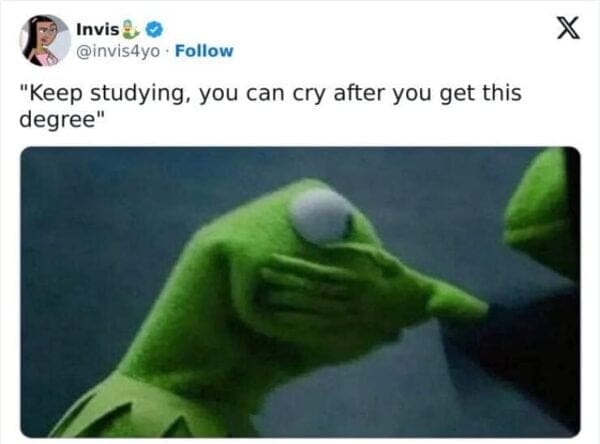 Invis
@invis4yo · Follow
"Keep studying, you can cry after you get this
degree"